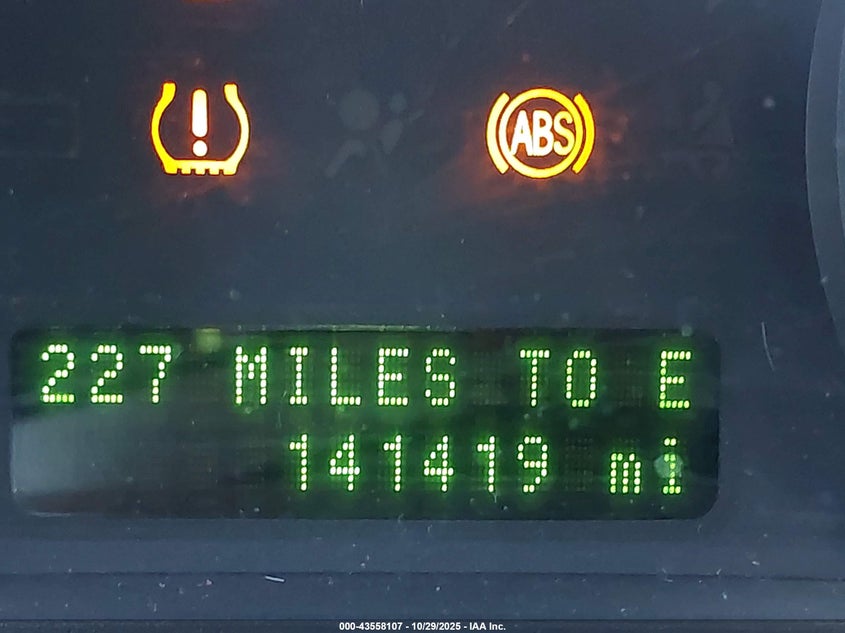 ABS
227 MILES TO E
141419 mi
000-43558107 - 10/29/2025 - IAA Inc.